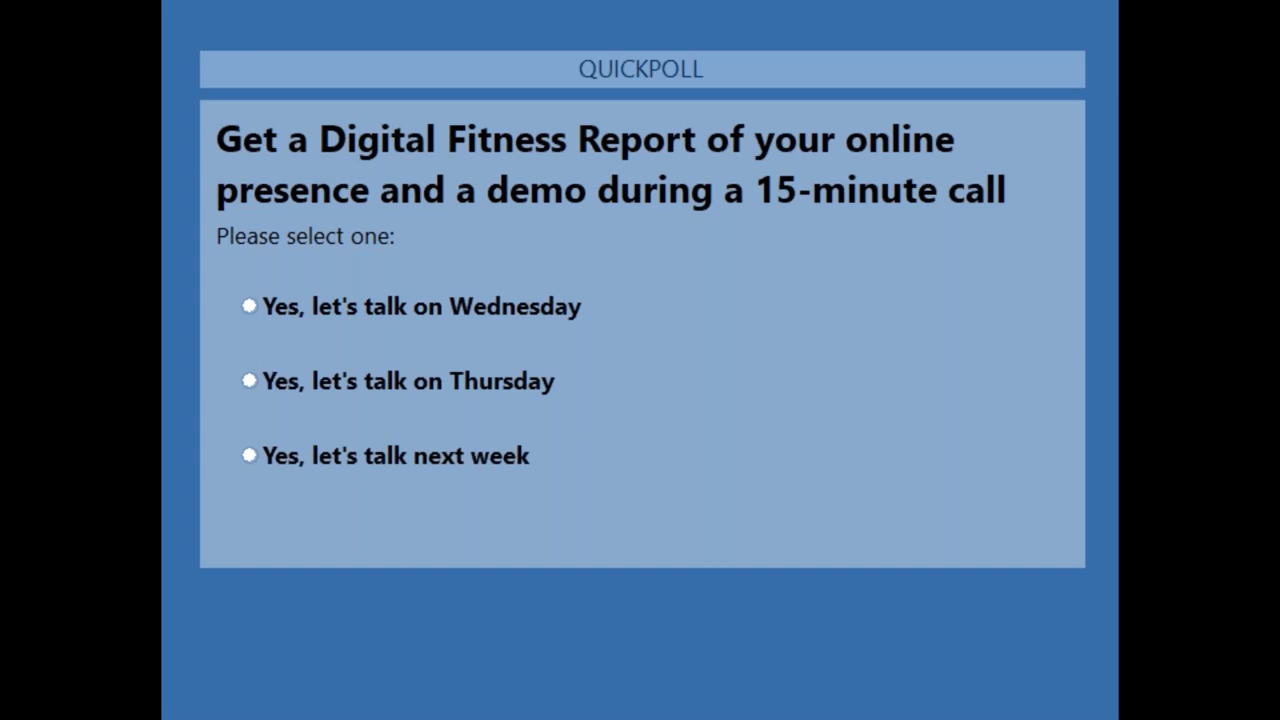 QUICKPOLL
Get a Digital Fitness Report of your online
presence and a demo during a 15-minute call
Please select one:
Yes, let's talk on Wednesday
Yes, let's talk on Thursday
Yes, let's talk next week